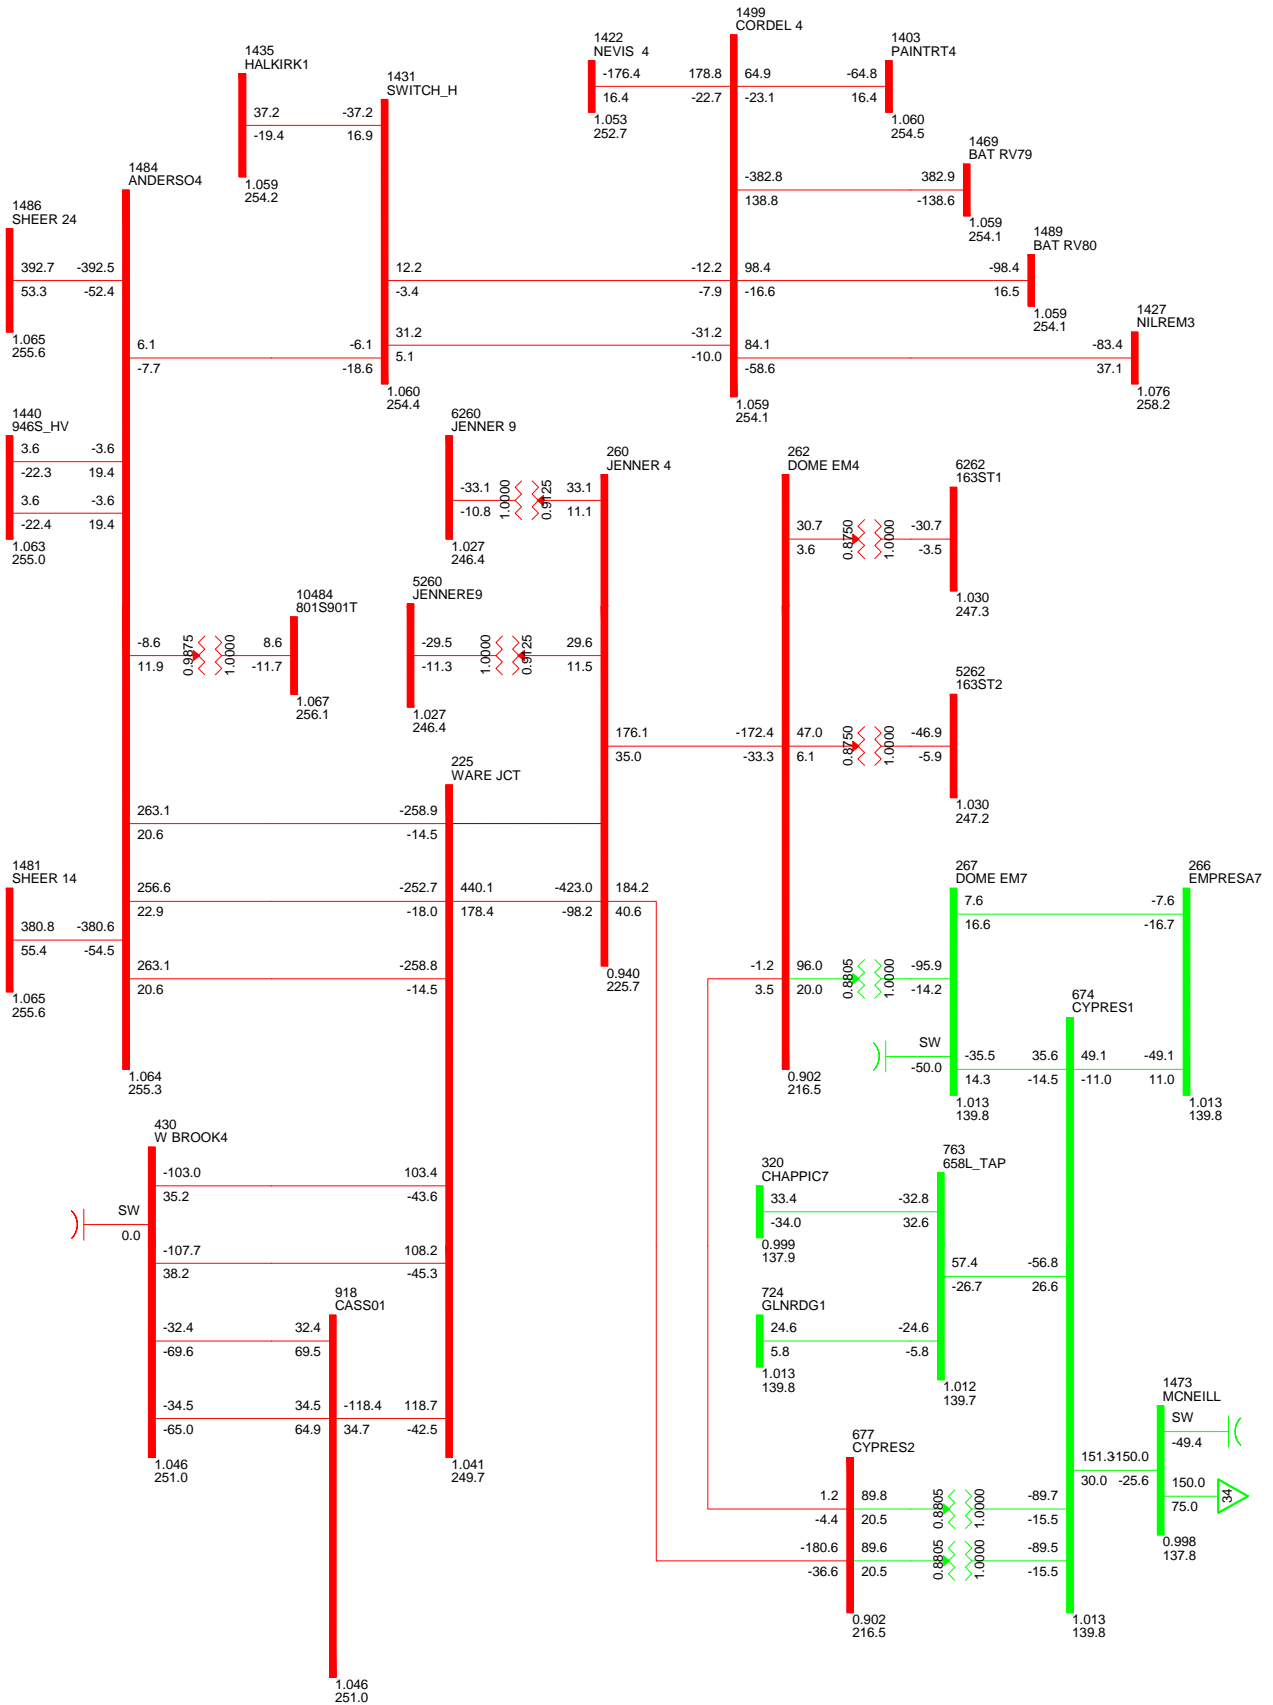 1499
CORDEL 4
1422
NEVIS 4
1403
PAINTRT4
1435
HALKIRK1
1431
SWITCH_H
-176.4 178.8 64.9 -64.8
16.4 -22.7 -23.1 16.4
1.053
252.7
1.060
254.5
37.2 -37.2
-19.4 16.9
1.059
254.2
1469
BAT RV79
-382.8 382.9
138.8 -138.6
1.059
254.1
1484
ANDERSO4
1486
SHEER 24
392.7 -392.5
53.3 -52.4
1.065
255.6
1489
BAT RV80
12.2 -12.2 98.4 -98.4
-3.4 -7.9 -16.6 16.5
1.059
254.1
1427
NILREM3
31.2 -31.2 84.1 -83.4
5.1 -10.0 -58.6 37.1
1.076
258.2
6.1 -6.1
-7.7 -18.6
1.060
254.4
1.059
254.1
1440
946S_HV
3.6 -3.6
-22.3 19.4
3.6 -3.6
-22.4 19.4
1.063
255.0
6260
JENNER 9
260
JENNER 4
-33.1 1.0000 0.9125 33.1
-10.8 11.1
1.027
246.4
262
DOME EM4
6262
163ST1
30.7 0.8750 1.0000 -30.7
3.6 -3.5
1.030
247.3
10484
801S901T
-8.6 0.9875 1.0000 8.6
11.9 -11.7
1.067
256.1
5260
JENNERE9
-29.5 1.0000 0.9125 29.6
-11.3 11.5
1.027
246.4
5262
163ST2
176.1 -172.4 47.0 0.8750 1.0000 -46.9
35.0 -33.3 6.1 -5.9
1.030
247.2
225
WARE JCT
263.1 -258.9
20.6 -14.5
1481
SHEER 14
380.8 -380.6
55.4 -54.5
1.065
255.6
256.6 -252.7 440.1 -423.0 184.2
22.9 -18.0 178.4 -98.2 40.6
263.1 -258.8
20.6 -14.5
0.940
225.7
1.064
255.3
267
DOME EM7
266
EMPRESA7
7.6 -7.6
16.6 -16.7
-1.2 96.0 0.8805 1.0000 -95.9
3.5 20.0 -14.2
674
CYPRES1
SW
-50.0
-35.5 35.6 49.1 -49.1
14.3 -14.5 -11.0 11.0
0.902
216.5
1.013
139.8
1.013
139.8
430
W BROOK4
-103.0 103.4
35.2 -43.6
SW
0.0
-107.7 108.2
38.2 -45.3
918
CASS01
-32.4 32.4
-69.6 69.5
-34.5 34.5 -118.4 118.7
-65.0 64.9 34.7 -42.5
1.046
251.0
1.041
249.7
1.046
251.0
320
CHAPPIC7
763
658L_TAP
33.4 -32.8
-34.0 32.6
0.999
137.9
57.4 -56.8
-26.7 26.6
724
GLNRDG1
24.6 -24.6
5.8 -5.8
1.013
139.8
1.012
139.7
1473
MCNEILL
SW
-49.4
151.3 -150.0
30.0 -25.6
150.0
75.0
34
0.998
137.8
677
CYPRES2
1.2 89.8 0.8805 1.0000 -89.7
-4.4 20.5 -15.5
-180.6 89.6 0.8805 1.0000 -89.5
-36.6 20.5 -15.5
0.902
216.5
1.013
139.8